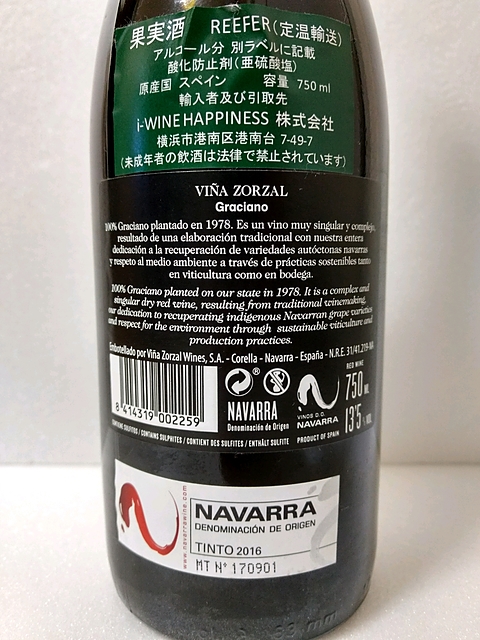 果実酒 REEFER(定温輸送)
アルコール分 別ラベルに記載
酸化防止剤(亜硫酸塩)
原産国 スペイン 容量 750ml
輸入者及び引取先
i-WINE HAPPINESS 株式会社
横浜市港南区港南台 7-49-7
(未成年者の飲酒は法律で禁止されています)
VIÑA ZORZAL
Graciano
100% Graciano plantado en 1978. Es un vino muy singular y complejo,
resultado de una elaboración tradicional con nuestra entera
dedicación a la recuperación de variedades autóctonas navarras
y respeto al medio ambiente a través de prácticas sostenibles tanto
en viticultura como en bodega.
100% Graciano planted on our state in 1978. It is a complex and
singular dry red wine, resulting from traditional winemaking,
our dedication to recuperating indigenous Navarran grape varieties
and respect for the environment through sustainable viticulture and
production practices.
Embotellado por Viña Zorzal Wines, S.A. - Corella - Navarra - España - N.R.E. 31/41.219-NA
8 414319 002259
NAVARRA
Denominación de Origen
VINOS D.O.
NAVARRA
RED WINE
750 ML
13'5% VOL.
CONTIENE SULFITOS / CONTAINS SULPHITES / CONTIENT DES SULFITES / ENTHÄLT SULFITE
PRODUCT OF SPAIN
www.navarrawine.com
NAVARRA
DENOMINACIÓN DE ORIGEN
TINTO 2016
MT Nº 170901